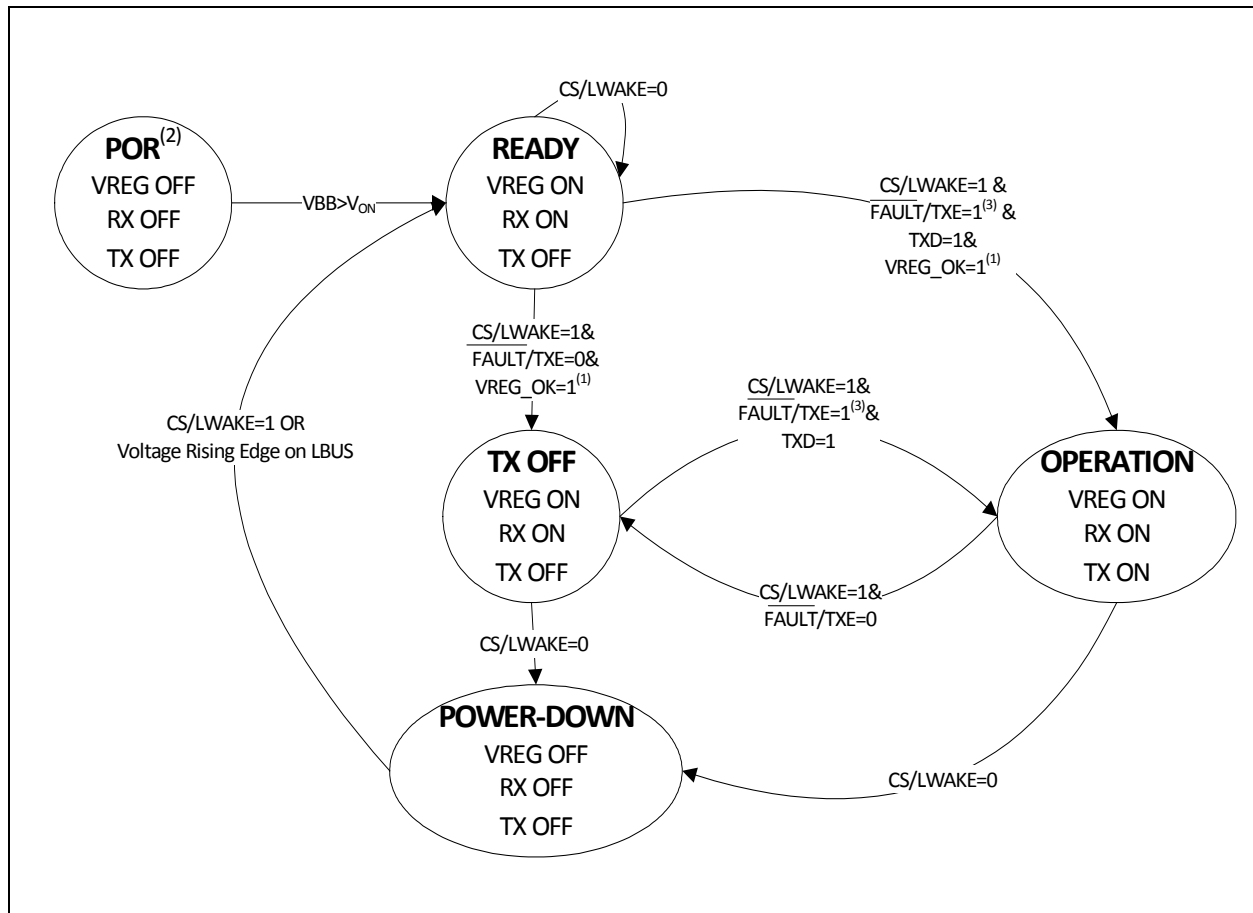 CS/LWAKE=0
POR(2)
VREG OFF
RX OFF
TX OFF
VBB>VON
READY
VREG ON
RX ON
TX OFF
CS/LWAKE=1 &
FAULT/TXE=1(3) &
TXD=1&
VREG_OK=1(1)
CS/LWAKE=1&
FAULT/TXE=0&
VREG_OK=1(1)
CS/LWAKE=1 OR
Voltage Rising Edge on LBUS
CS/LWAKE=1&
FAULT/TXE=1(3)&
TXD=1
TX OFF
VREG ON
RX ON
TX OFF
OPERATION
VREG ON
RX ON
TX ON
CS/LWAKE=1&
FAULT/TXE=0
CS/LWAKE=0
POWER-DOWN
VREG OFF
RX OFF
TX OFF
CS/LWAKE=0